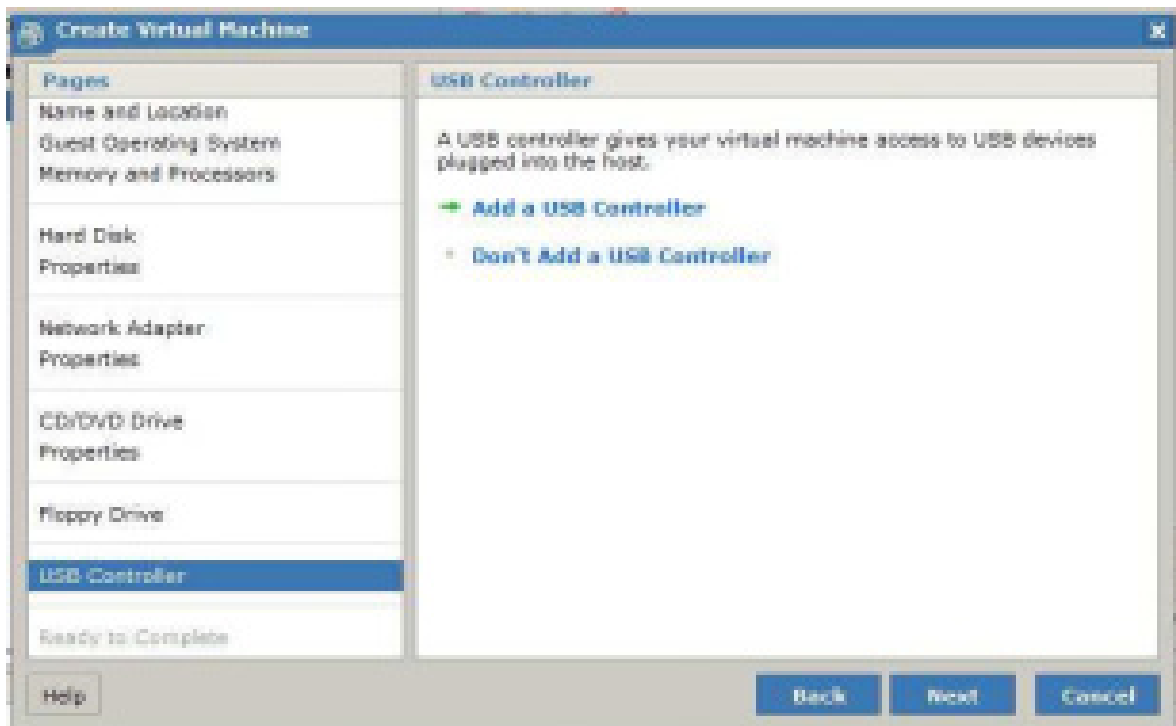 Create Virtual Machine
Pages
Name and Location
Guest Operating System
Memory and Processors
Hard Disk
Properties
Network Adapter
Properties
CD/DVD Drive
Properties
Floppy Drive
USB Controller
Ready to Complete
USB Controller
A USB controller gives your virtual machine access to USB devices
plugged into the host.
Add a USB Controller
Don't Add a USB Controller
Help
Back
Next
Cancel